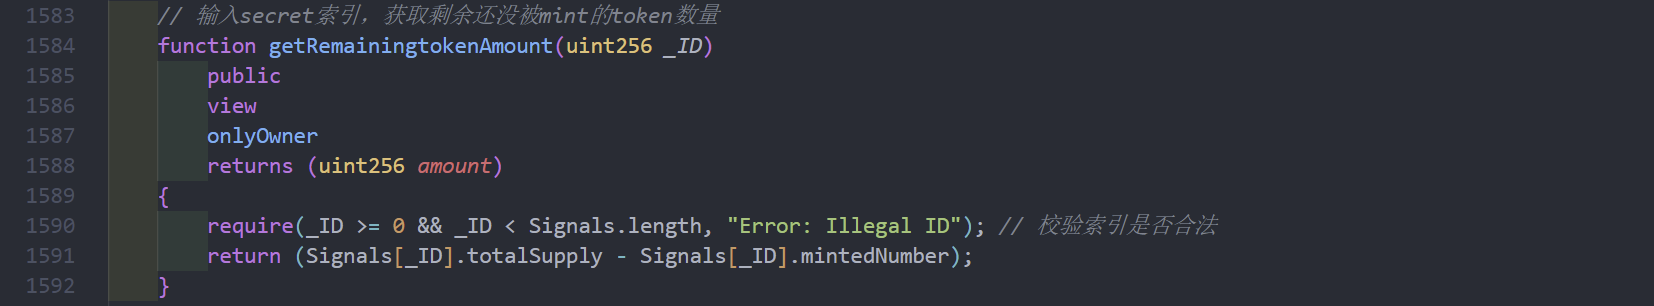 1583 // 输入secret索引，获取剩余还没被mint的token数量
1584 function getRemainingtokenAmount(uint256 _ID)
1585 public
1586 view
1587 onlyOwner
1588 returns (uint256 amount)
1589 {
1590 require(_ID >= 0 && _ID < Signals.length, "Error: Illegal ID"); // 校验索引是否合法
1591 return (Signals[_ID].totalSupply - Signals[_ID].mintedNumber);
1592 }